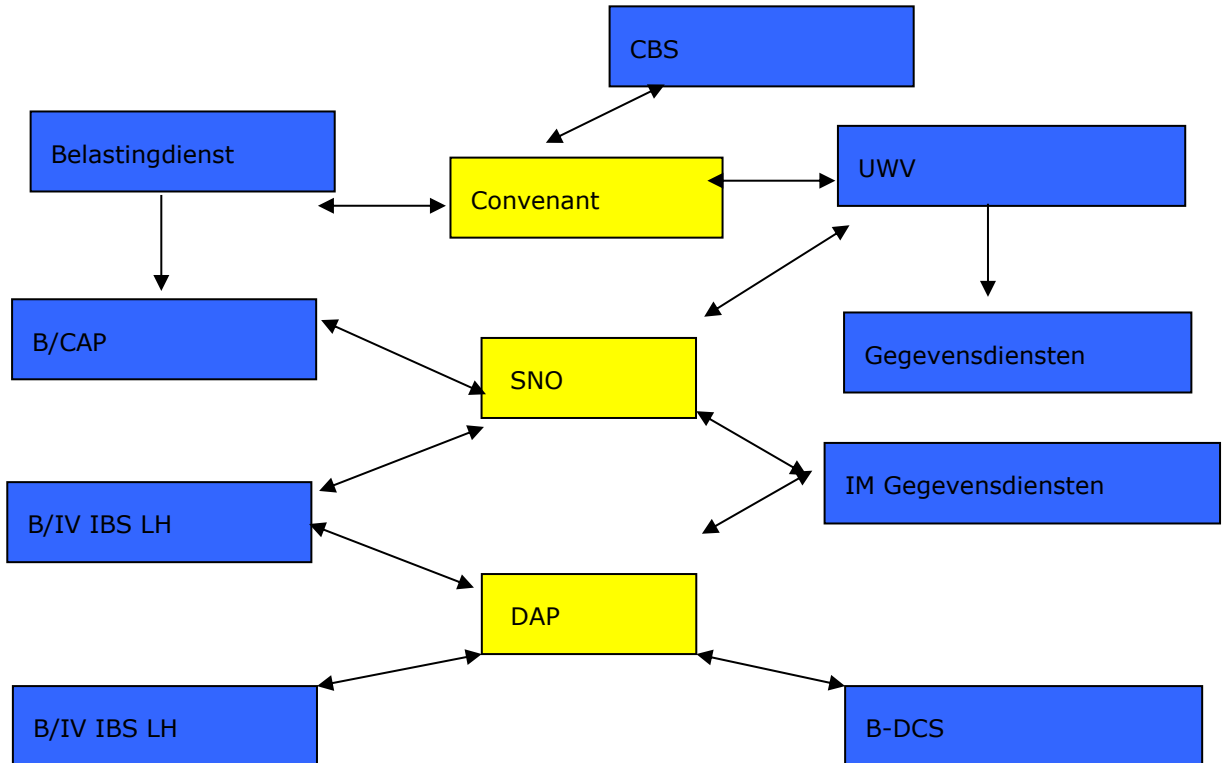 CBS
Belastingdienst
Convenant
UWV
B/CAP
SNO
Gegevensdiensten
B/IV IBS LH
IM Gegevensdiensten
DAP
B/IV IBS LH
B-DCS